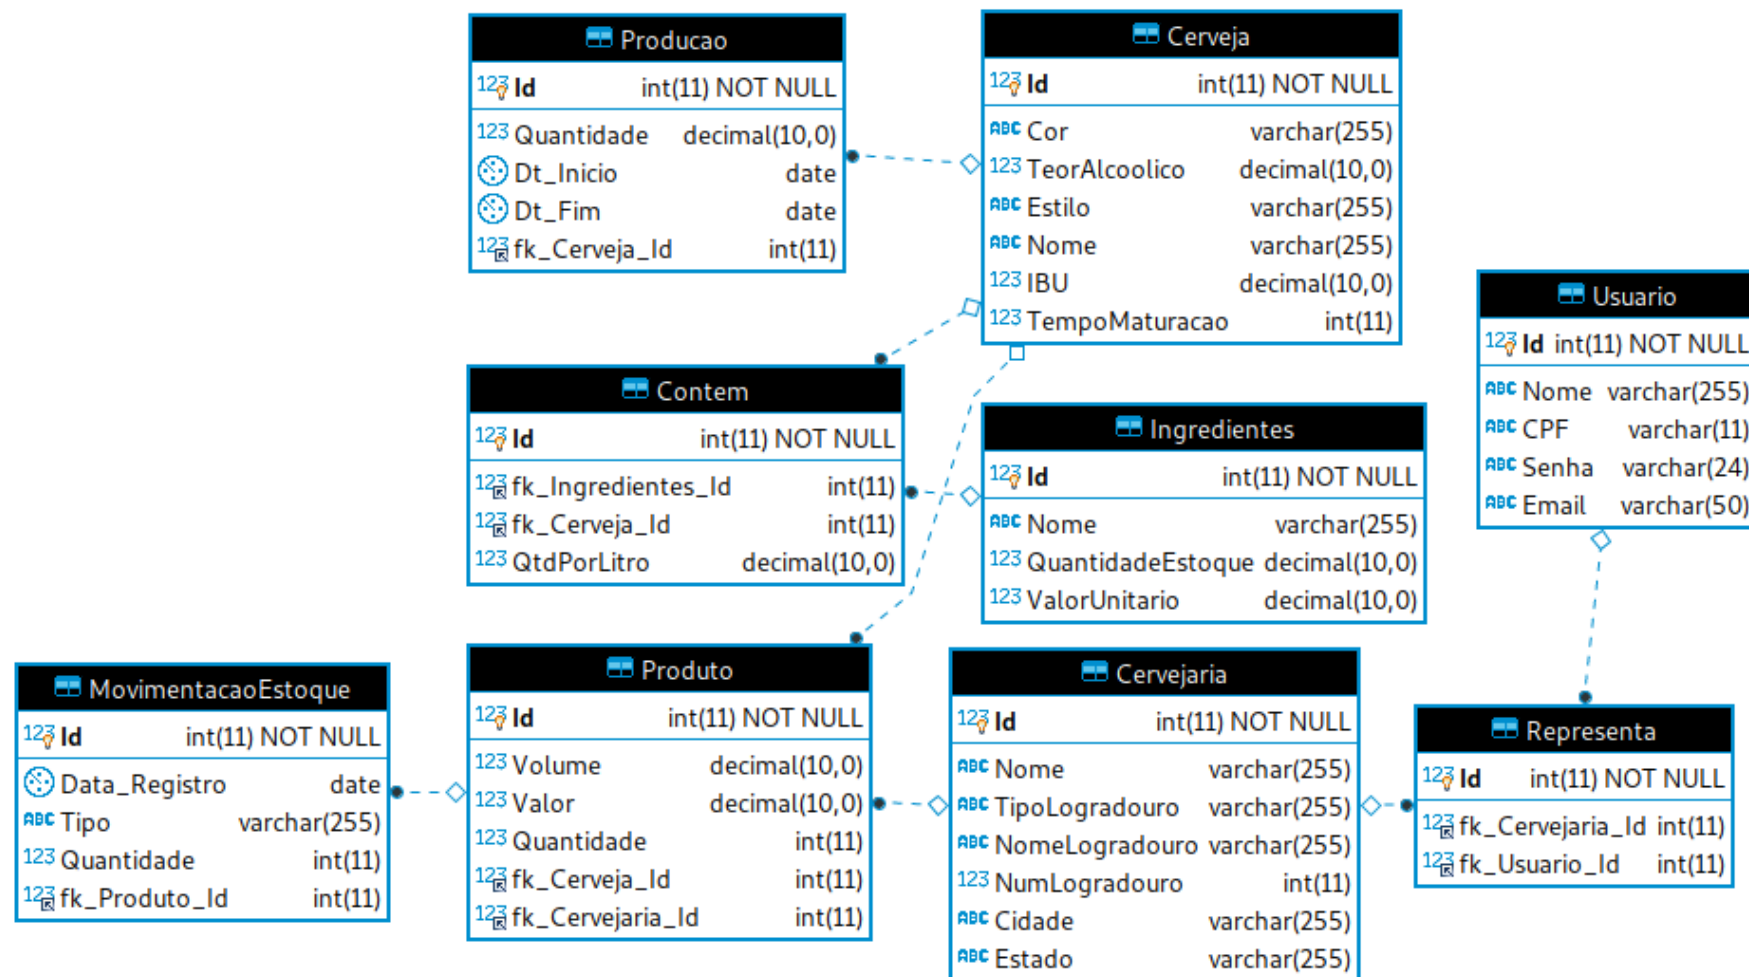 Producao
Id int(11) NOT NULL
Quantidade decimal(10,0)
Dt_Inicio date
Dt_Fim date
fk_Cerveja_Id int(11)
Cerveja
Id int(11) NOT NULL
Cor varchar(255)
TeorAlcoolico decimal(10,0)
Estilo varchar(255)
Nome varchar(255)
IBU decimal(10,0)
TempoMaturacao int(11)
Usuario
Id int(11) NOT NULL
Nome varchar(255)
CPF varchar(11)
Senha varchar(24)
Email varchar(50)
Contem
Id int(11) NOT NULL
fk_Ingredientes_Id int(11)
fk_Cerveja_Id int(11)
QtdPorLitro decimal(10,0)
Ingredientes
Id int(11) NOT NULL
Nome varchar(255)
QuantidadeEstoque decimal(10,0)
ValorUnitario decimal(10,0)
MovimentacaoEstoque
Id int(11) NOT NULL
Data_Registro date
Tipo varchar(255)
Quantidade int(11)
fk_Produto_Id int(11)
Produto
Id int(11) NOT NULL
Volume decimal(10,0)
Valor decimal(10,0)
Quantidade int(11)
fk_Cerveja_Id int(11)
fk_Cervejaria_Id int(11)
Cervejaria
Id int(11) NOT NULL
Nome varchar(255)
TipoLogradouro varchar(255)
NomeLogradouro varchar(255)
NumLogradouro int(11)
Cidade varchar(255)
Estado varchar(255)
Representa
Id int(11) NOT NULL
fk_Cervejaria_Id int(11)
fk_Usuario_Id int(11)